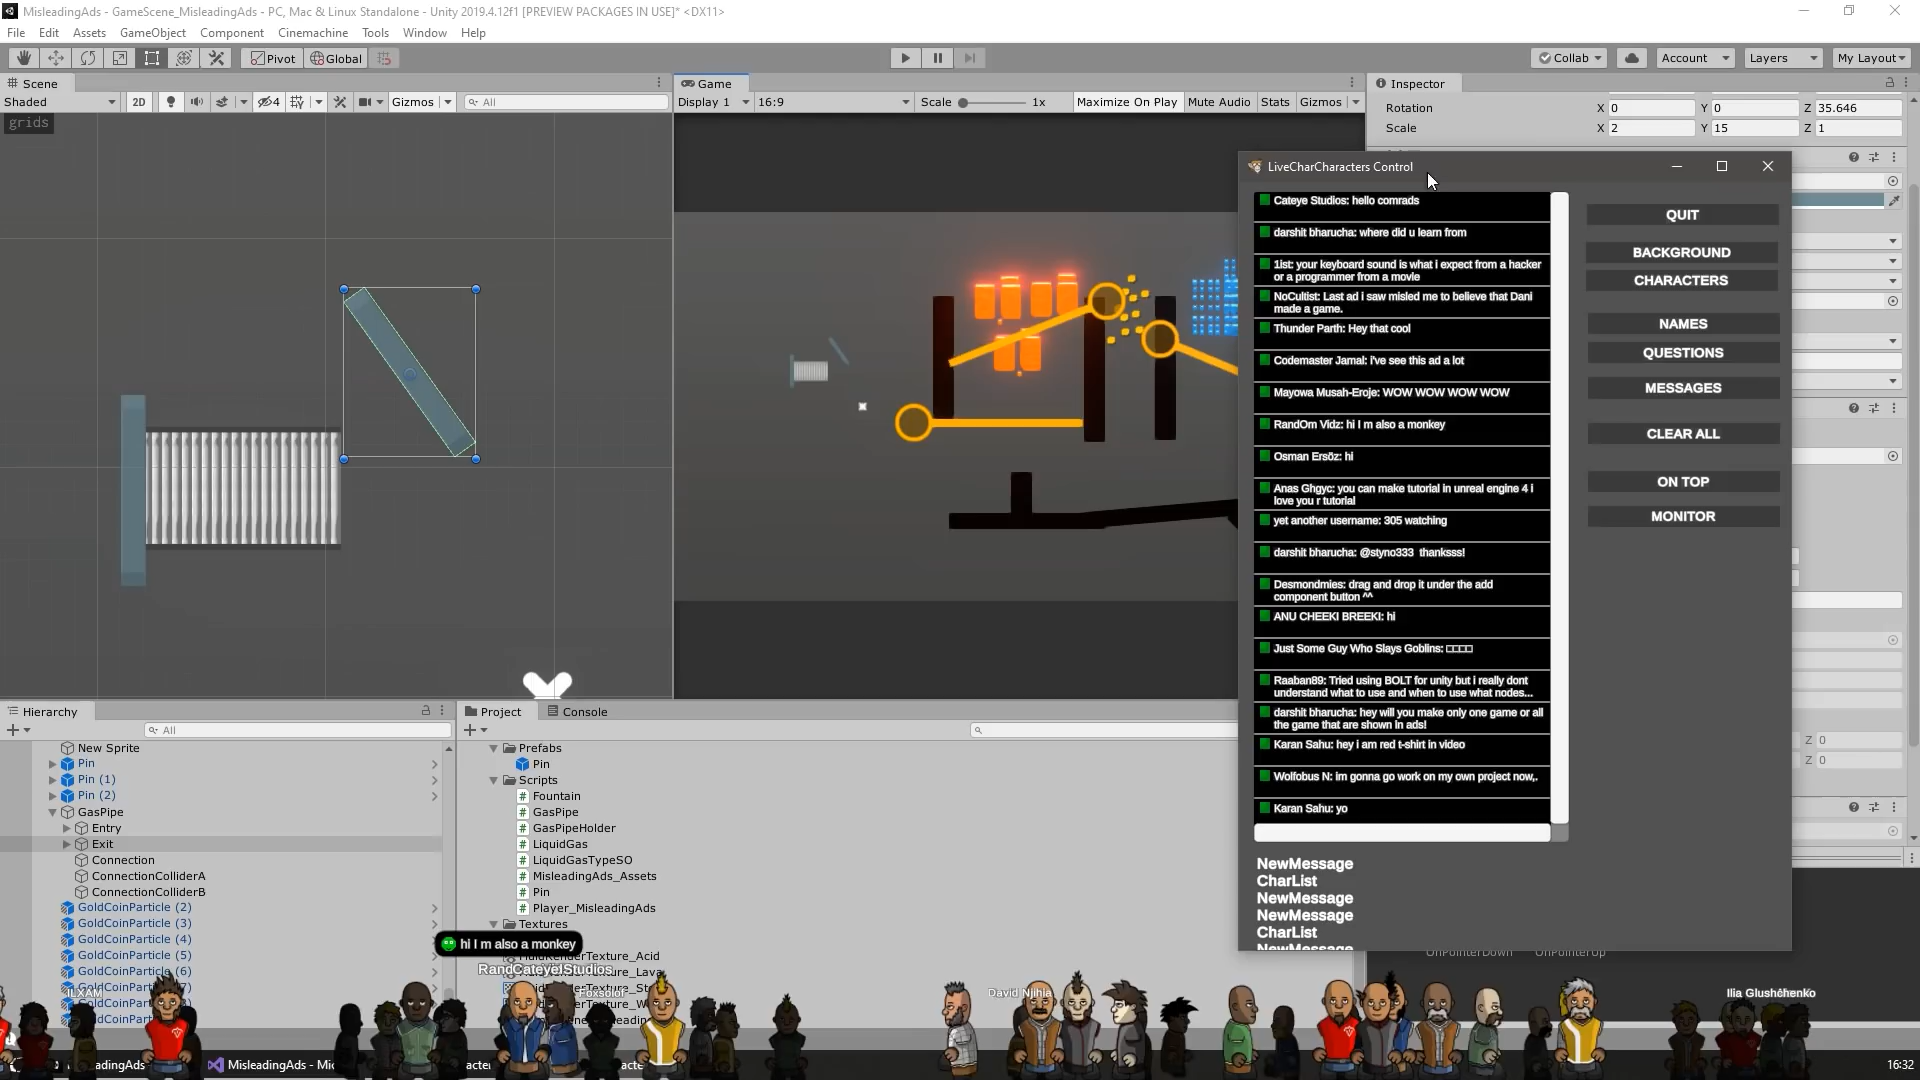 MisleadingAds - GameScene_MisleadingAds - PC, Mac & Linux Standalone - Unity 2019.4.12f1 [PREVIEW PACKAGES IN USE]* <DX11>
File Edit Assets GameObject Component Cinemachine Tools Window Help
Pivot Global
Collab Account Layers My Layout
Scene
Shaded 2D 4 Gizmos All
grids
Game
Display 1 16:9 Scale 1x Maximize On Play Mute Audio Stats Gizmos
Inspector
Rotation X 0 Y 0 Z 35.646
Scale X 2 Y 15 Z 1
LiveCharCharacters Control
Cateye Studios: hello comrads
darshit bharucha: where did u learn from
1ist: your keyboard sound is what i expect from a hacker
or a programmer from a movie
NoCultist: Last ad i saw misled me to believe that Dani
made a game.
Thunder Parth: Hey that cool
Codemaster Jamal: i've see this ad a lot
Mayowa Musah-Eroje: WOW WOW WOW WOW
RandOm Vidz: hi I m also a monkey
Osman Ersöz: hi
Anas Ghgyc: you can make tutorial in unreal engine 4 i
love you r tutorial
yet another username: 305 watching
darshit bharucha: @styno333 thanksss!
Desmondmies: drag and drop it under the add
component button ^^
ANU CHEEKI BREEKI: hi
Just Some Guy Who Slays Goblins: □□□□
Raaban89: Tried using BOLT for unity but i really dont
understand what to use and when to use what nodes...
darshit bharucha: hey will you make only one game or all
the game that are shown in ads!
Karan Sahu: hey i am red t-shirt in video
Wolfobus N: im gonna go work on my own project now,.
Karan Sahu: yo
QUIT
BACKGROUND
CHARACTERS
NAMES
QUESTIONS
MESSAGES
CLEAR ALL
ON TOP
MONITOR
NewMessage
CharList
NewMessage
NewMessage
CharList
NewMessage
Z 0
Z 0
OnPointerDown OnPointerUp
Hierarchy
All
New Sprite
Pin
Pin (1)
Pin (2)
GasPipe
Entry
Exit
Connection
ConnectionColliderA
ConnectionColliderB
GoldCoinParticle (2)
GoldCoinParticle (3)
GoldCoinParticle (4)
GoldCoinParticle (5)
GoldCoinParticle (6)
Project Console
Prefabs
Pin
Scripts
Fountain
GasPipe
GasPipeHolder
LiquidGas
LiquidGasTypeSO
MisleadingAds_Assets
Pin
Player_MisleadingAds
Textures
hi I m also a monkey
JLXAM
Foxsolor
David Njihia
Ilia Glushchenko
MisleadingAds - Mic
16:32